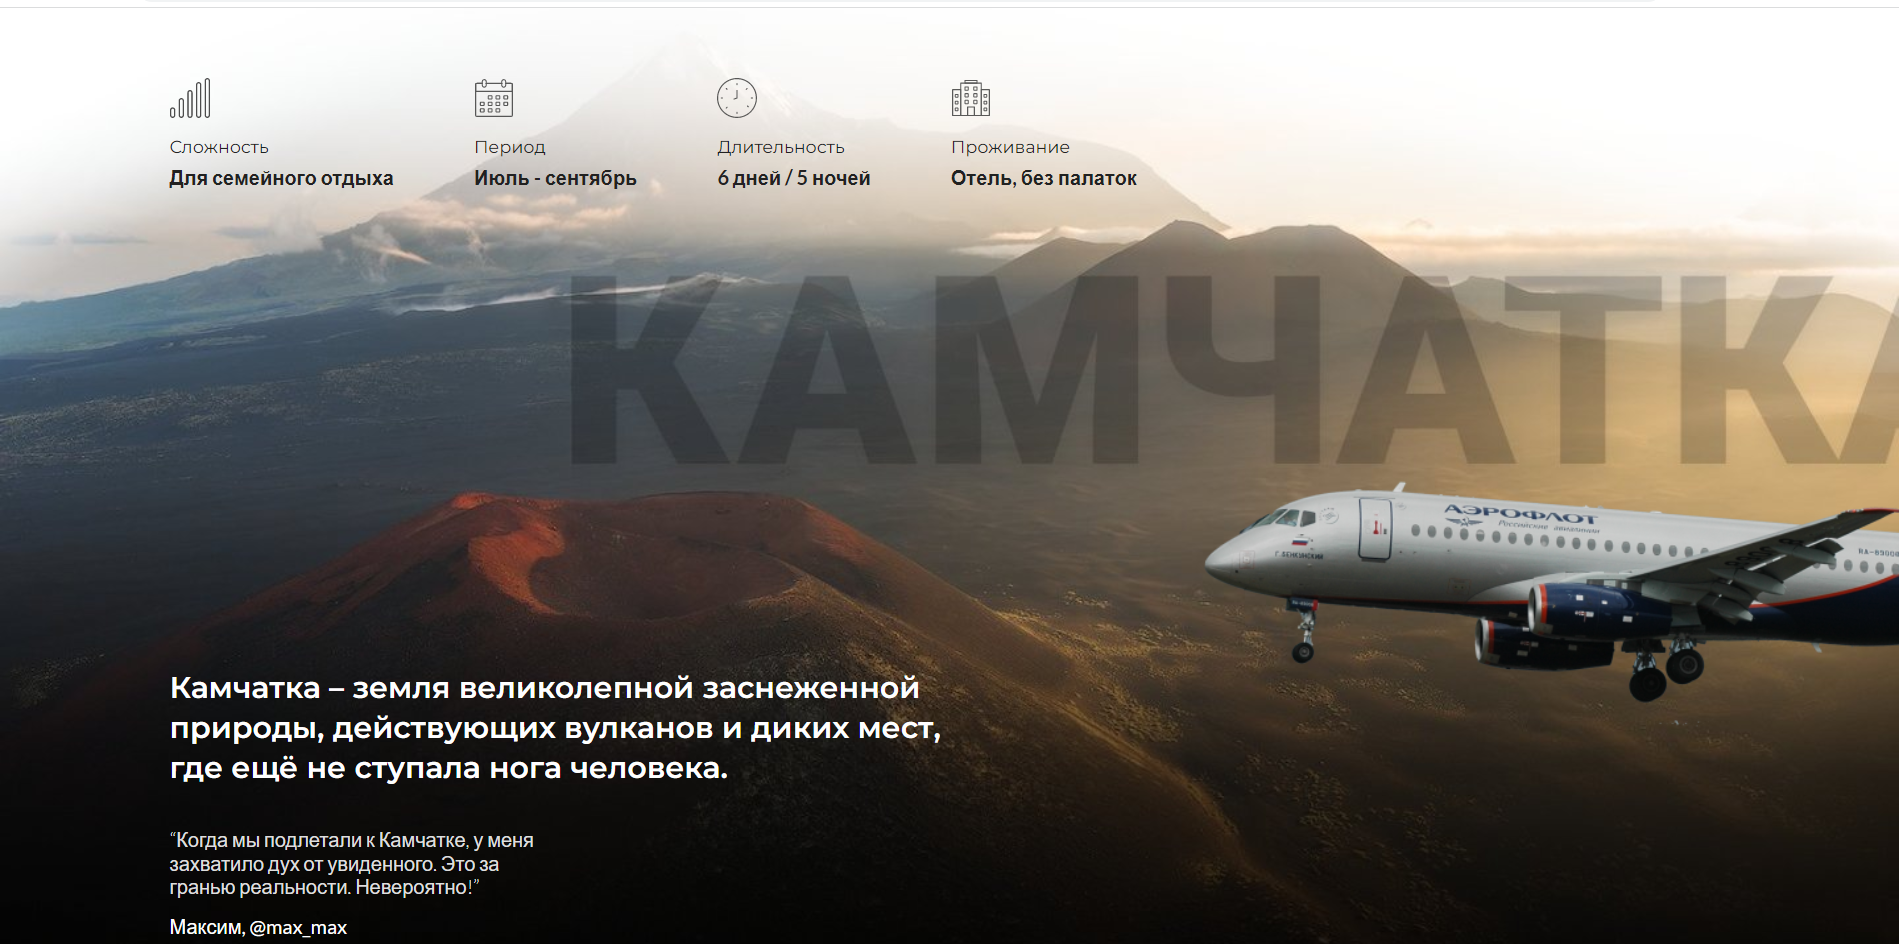 Сложность
Для семейного отдыха
Период
Июль - сентябрь
Длительность
6 дней / 5 ночей
Проживание
Отель, без палаток
КАМЧАТКА
АЭРОФЛОТ
Российские авиалинии
Г. БЕНКИНСКИЙ
Камчатка – земля великолепной заснеженной
природы, действующих вулканов и диких мест,
где ещё не ступала нога человека.
“Когда мы подлетали к Камчатке, у меня
захватило дух от увиденного. Это за
гранью реальности. Невероятно!”
Максим, @max_max